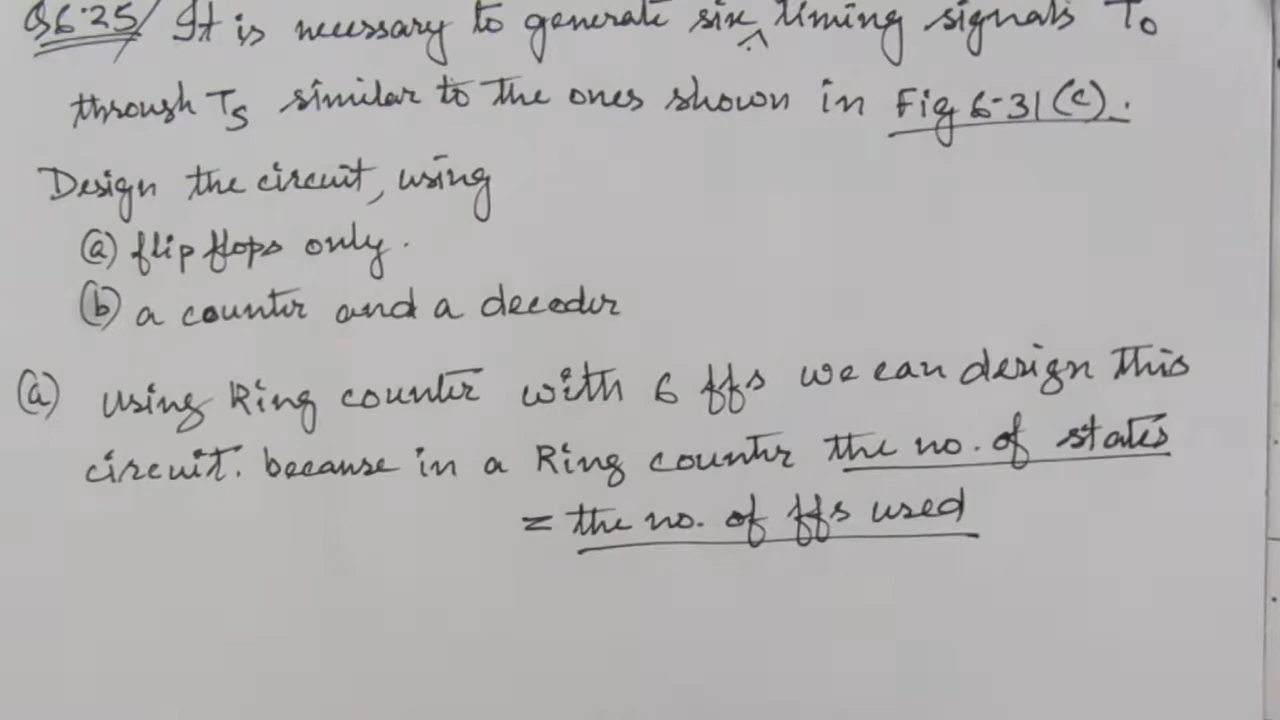 Q6.25/ It is necessary to generate six timing signals T0
through T5 similar to the ones shown in Fig 6-31(c).
Design the circuit, using
(a) flip flops only.
(b) a counter and a decoder
(a) using Ring counter with 6 ffs we can design this
circuit. because in a Ring counter the no. of states
= the no. of ffs used